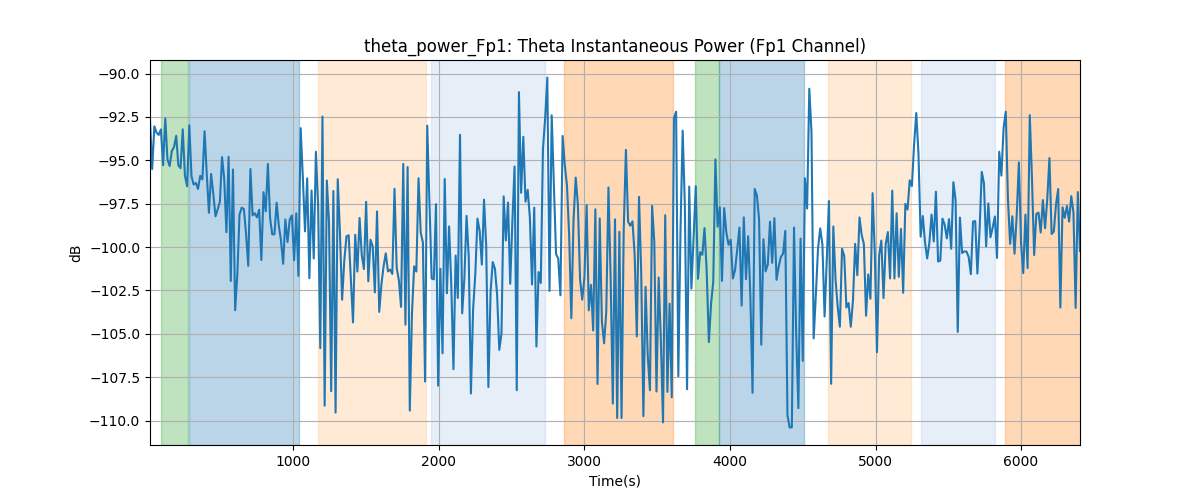 theta_power_Fp1: Theta Instantaneous Power (Fp1 Channel)
−90.0
−92.5
−95.0
−97.5
−100.0
−102.5
−105.0
−107.5
−110.0
dB
1000 2000 3000 4000 5000 6000
Time(s)